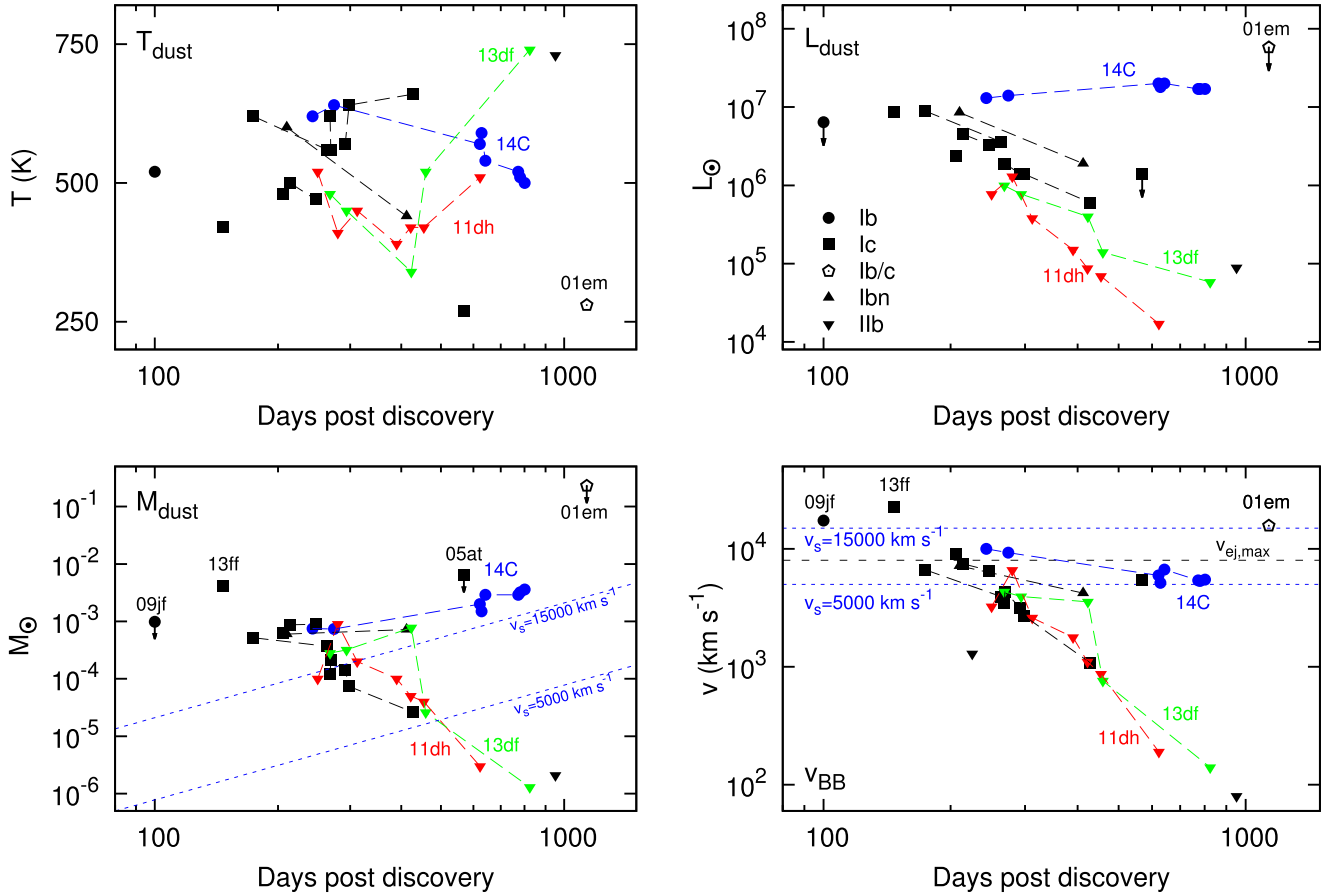 T_dust
13df
14C
11dh
01em
750
500
250
T (K)
100
1000
Days post discovery
L_dust
01em
14C
13df
11dh
Ib
Ic
Ib/c
Ibn
IIb
10^8
10^7
10^6
10^5
10^4
L_⊙
100
1000
Days post discovery
M_dust
09jf
13ff
05at
14C
01em
v_s=15000 km s^-1
v_s=5000 km s^-1
11dh
13df
10^-1
10^-2
10^-3
10^-4
10^-5
10^-6
M_⊙
100
1000
Days post discovery
09jf
13ff
01em
v_s=15000 km s^-1
v_ej,max
v_s=5000 km s^-1
14C
13df
11dh
v_BB
10^4
10^3
10^2
v (km s^-1)
100
1000
Days post discovery